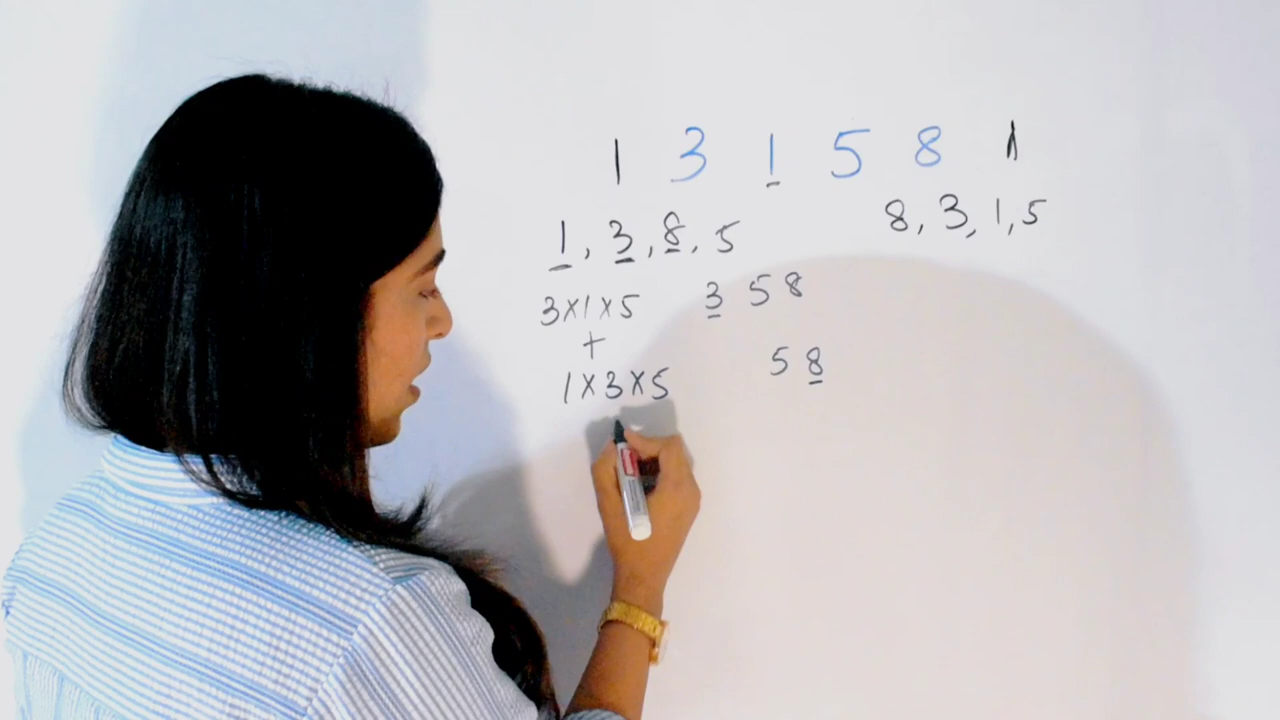 1 3 1 5 8 1
1, 3, 8, 5
8, 3, 1, 5
3x1x5
3 5 8
+
1x3x5
5 8